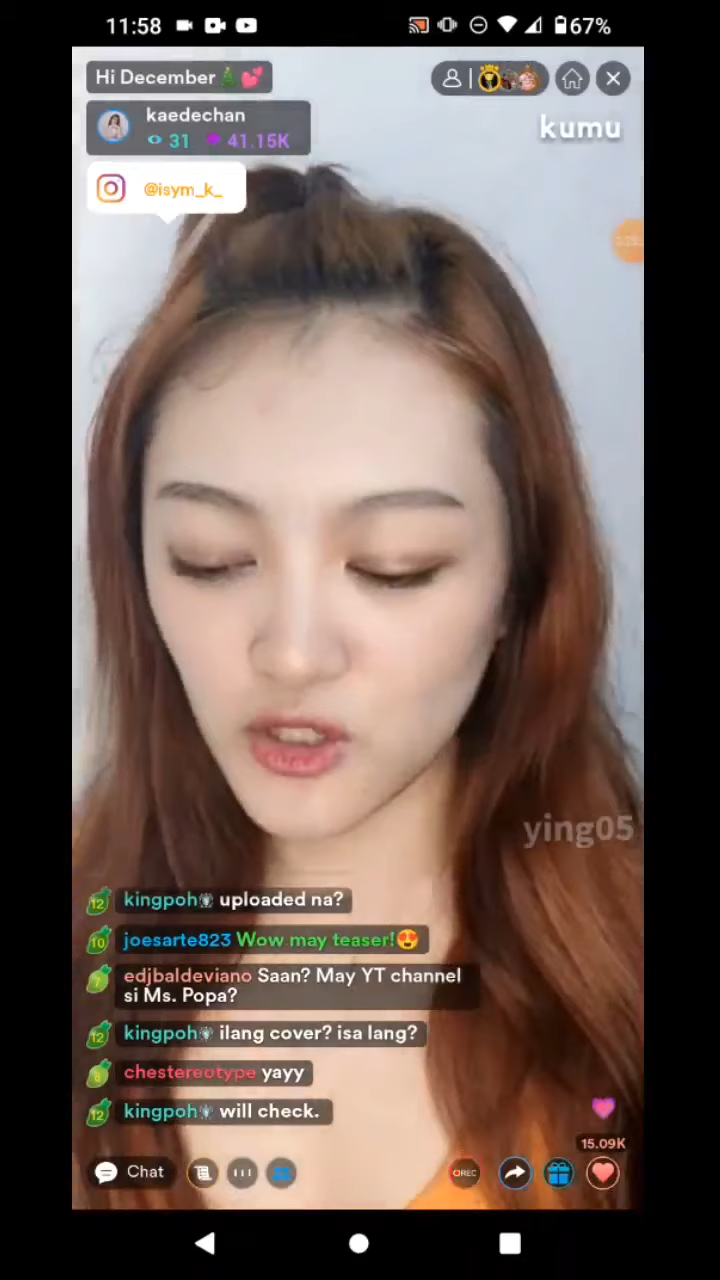 11:58
67%
Hi December🎄💕
kaedechan
31 41.15K
kumu
@isym_k_
ying05
12 kingpoh uploaded na?
10 joesarte823 Wow may teaser!😍
7 edjbaldeviano Saan? May YT channel
si Ms. Popa?
12 kingpoh ilang cover? isa lang?
8 chestereotype yayy
12 kingpoh will check.
15.09K
Chat
REC